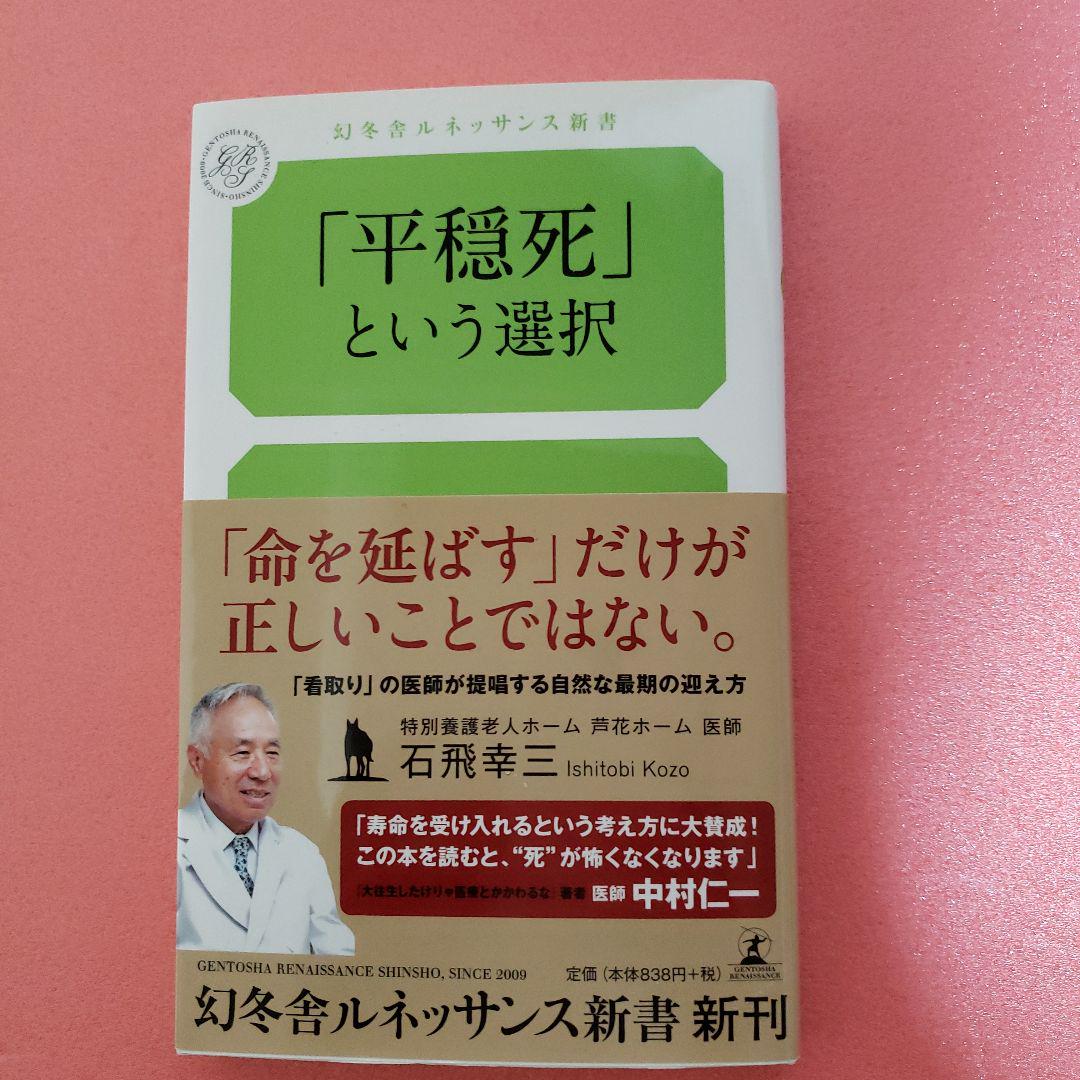 幻冬舎ルネッサンス新書
GENTOSHA RENAISSANCE SHINSHO・SINCE 2009・
GRS
「平穏死」
という選択
「命を延ばす」だけが
正しいことではない。
「看取り」の医師が提唱する自然な最期の迎え方
特別養護老人ホーム 芦花ホーム 医師
石飛幸三 Ishitobi Kozo
「寿命を受け入れるという考え方に大賛成!
この本を読むと、“死”が怖くなくなります」
『大往生したけりゃ医療とかかわるな』著者 医師 中村仁一
GENTOSHA RENAISSANCE SHINSHO, SINCE 2009
定価(本体838円+税)
GENTOSHA
RENAISSANCE
幻冬舎ルネッサンス新書 新刊